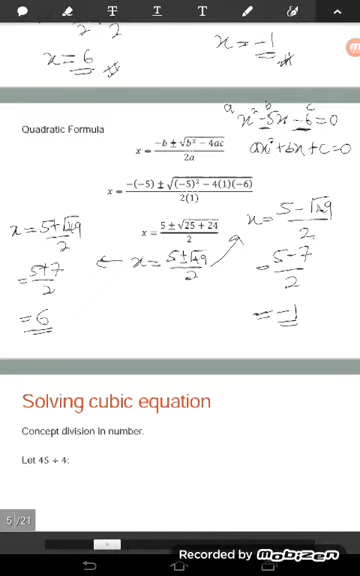 2 2
x = 6
x = -1
a b c
x² - 5x - 6 = 0
Quadratic Formula
ax² + bx + c = 0
x = (-b ± √(b² - 4ac)) / 2a
x = (-(-5) ± √((-5)² - 4(1)(-6))) / 2(1)
x = (5 ± √(25 + 24)) / 2
x = (5 ± √49) / 2
x = (5 + √49) / 2
= (5 + 7) / 2
= 6
x = (5 - √49) / 2
= (5 - 7) / 2
= -1
Solving cubic equation
Concept division in number.
Let 45 ÷ 4:
5 /21
Recorded by mobizen